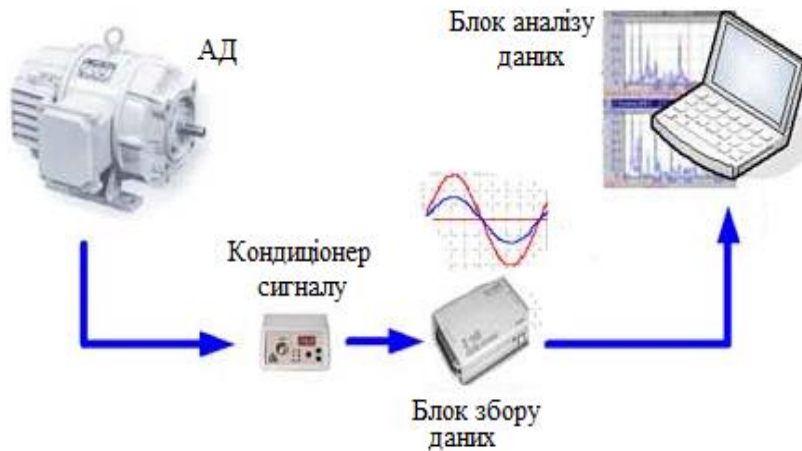 АД
Блок аналізу
даних
Кондиціонер
сигналу
Блок збору
даних